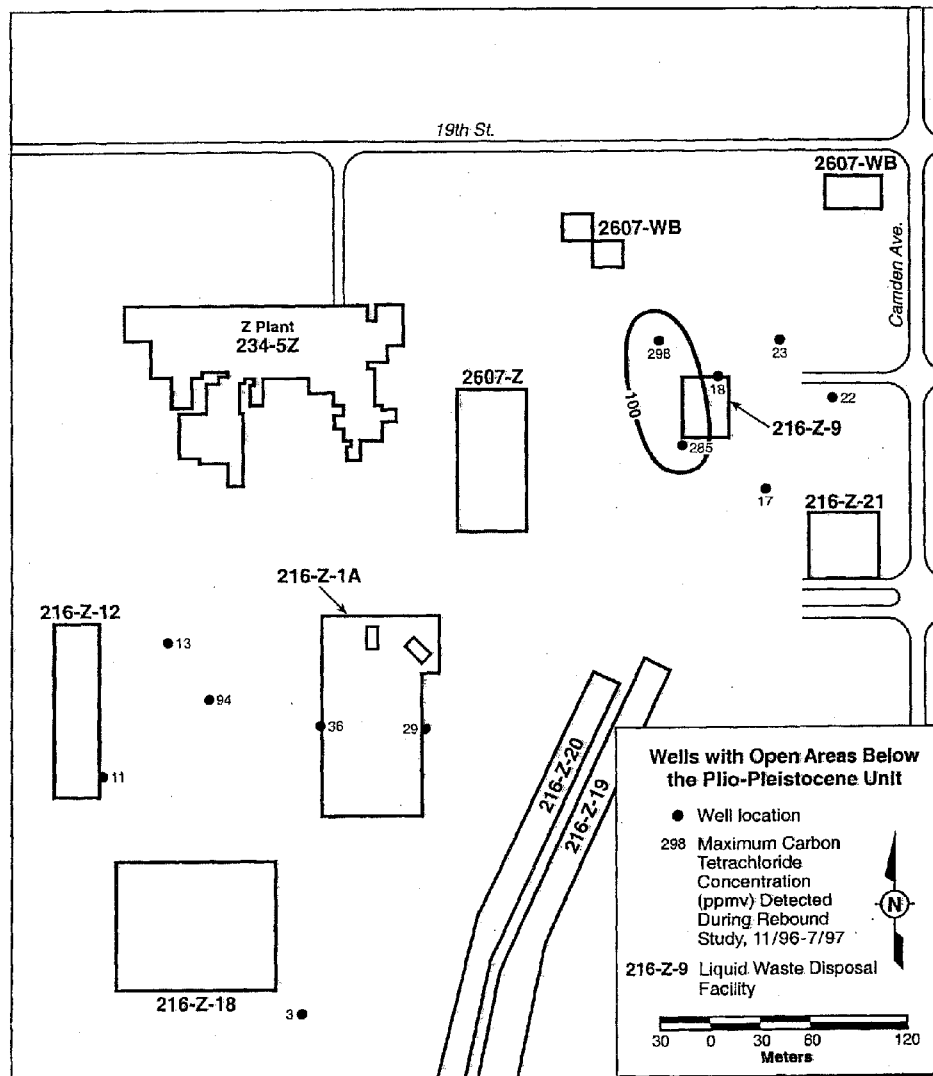 19th St.
2607-WB
2607-WB
Camden Ave.
Z Plant
234-5Z
298
23
2607-Z
18
100
22
216-Z-9
285
17
216-Z-21
216-Z-1A
216-Z-12
13
94
36
29
11
216-Z-20
216-Z-19
216-Z-18
3
Wells with Open Areas Below
the Plio-Pleistocene Unit
Well location
298 Maximum Carbon
Tetrachloride
Concentration
(ppmv) Detected
During Rebound
Study, 11/96-7/97
N
216-Z-9 Liquid Waste Disposal
Facility
30 0 30 60 120
Meters